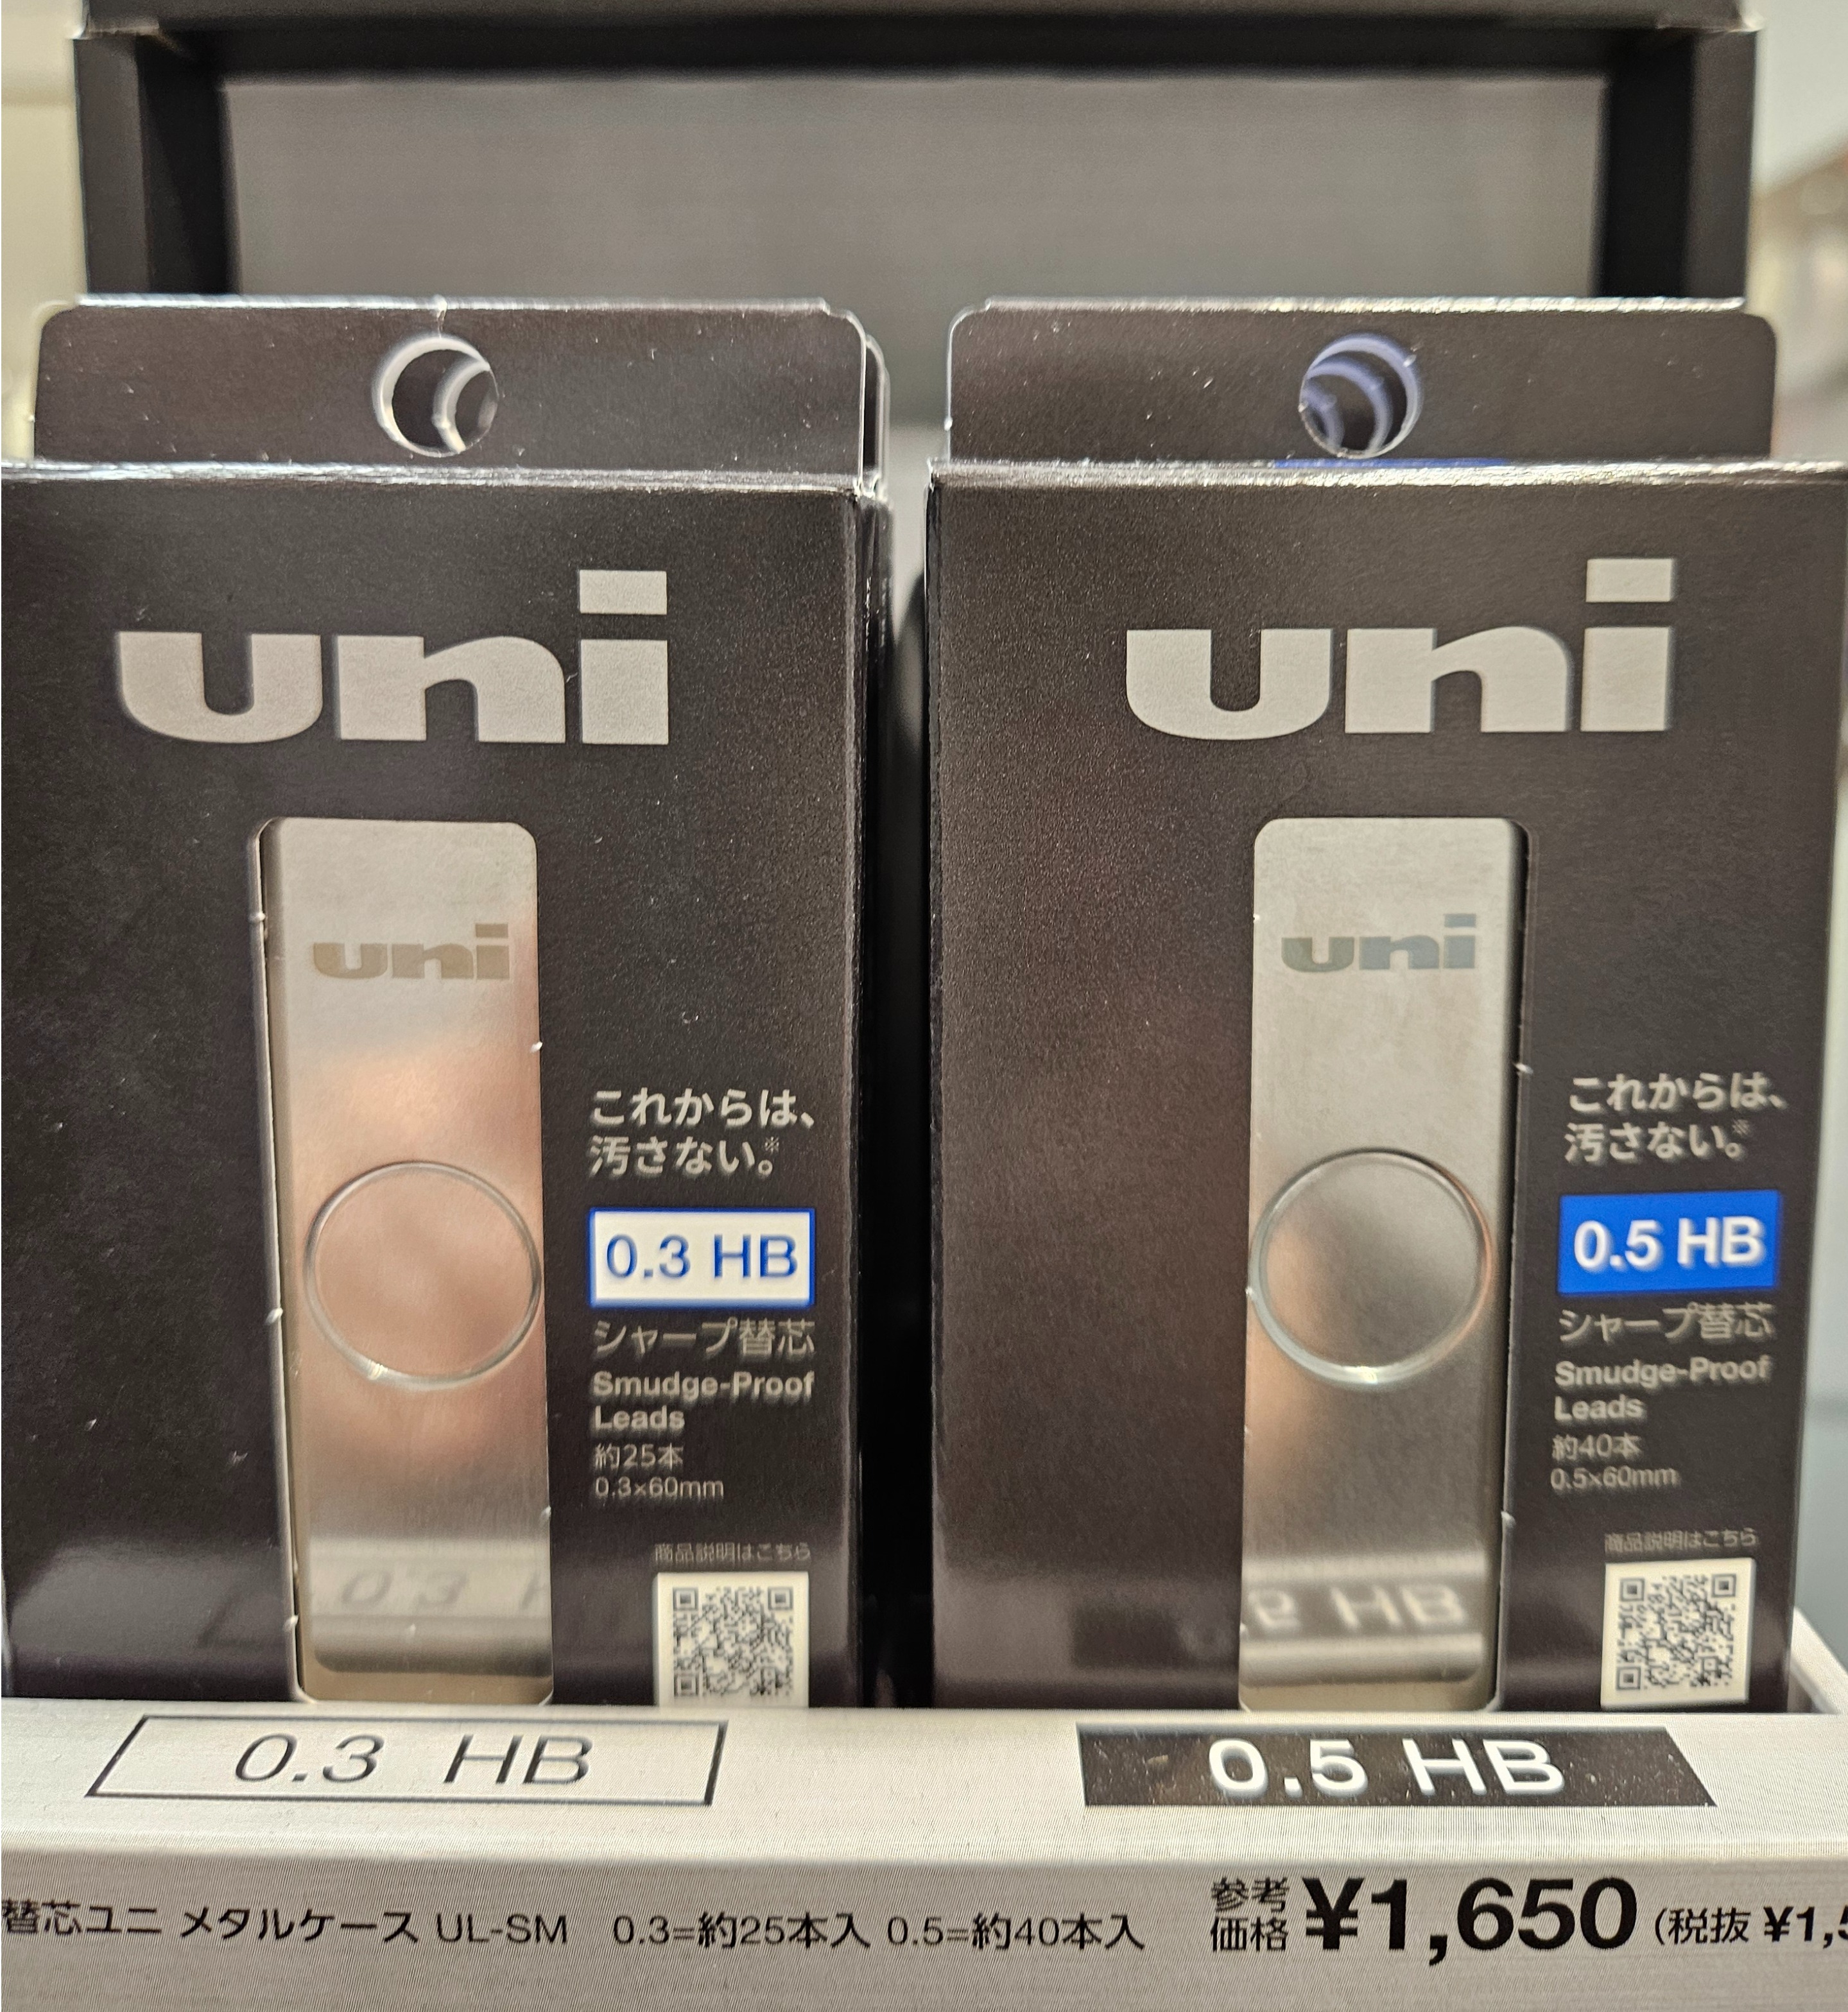 uni
uni
これからは、
汚さない。※
0.3 HB
シャープ替芯
Smudge-Proof
Leads
約25本
0.3×60mm
商品説明はこちら
uni
uni
これからは、
汚さない。※
0.5 HB
シャープ替芯
Smudge-Proof
Leads
約40本
0.5×60mm
商品説明はこちら
0.3 HB
0.5 HB
替芯ユニ メタルケース UL-SM 0.3=約25本入 0.5=約40本入 参考価格 ¥1,650 (税抜 ¥1,5